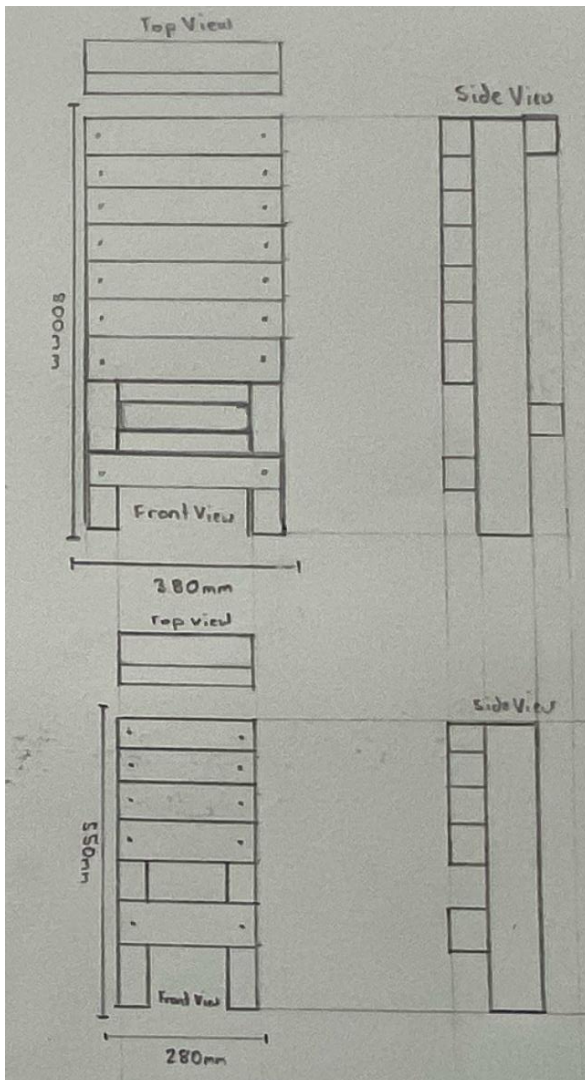 Top View
Side View
800mm
Front View
380mm
Top view
Side View
550mm
Front View
280mm